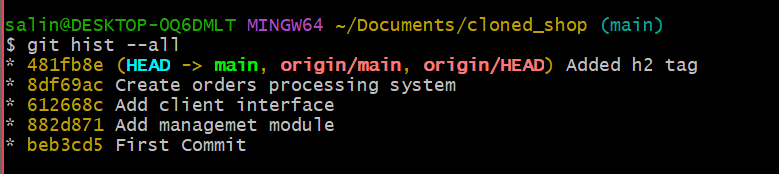 salin@DESKTOP-0Q6DMLT MINGW64 ~/Documents/cloned_shop (main)
$ git hist --all
* 481fb8e (HEAD -> main, origin/main, origin/HEAD) Added h2 tag
* 8df69ac Create orders processing system
* 612668c Add client interface
* 882d871 Add managemet module
* beb3cd5 First Commit